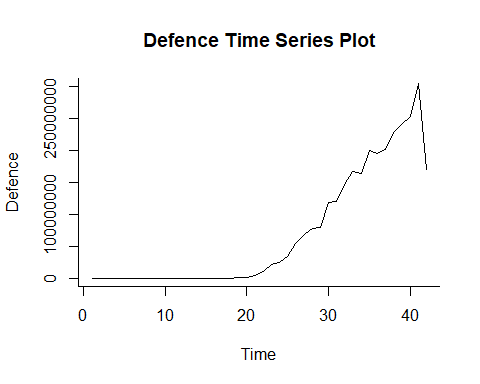 Defence Time Series Plot
Defence
250000000
100000000
0
0 10 20 30 40
Time